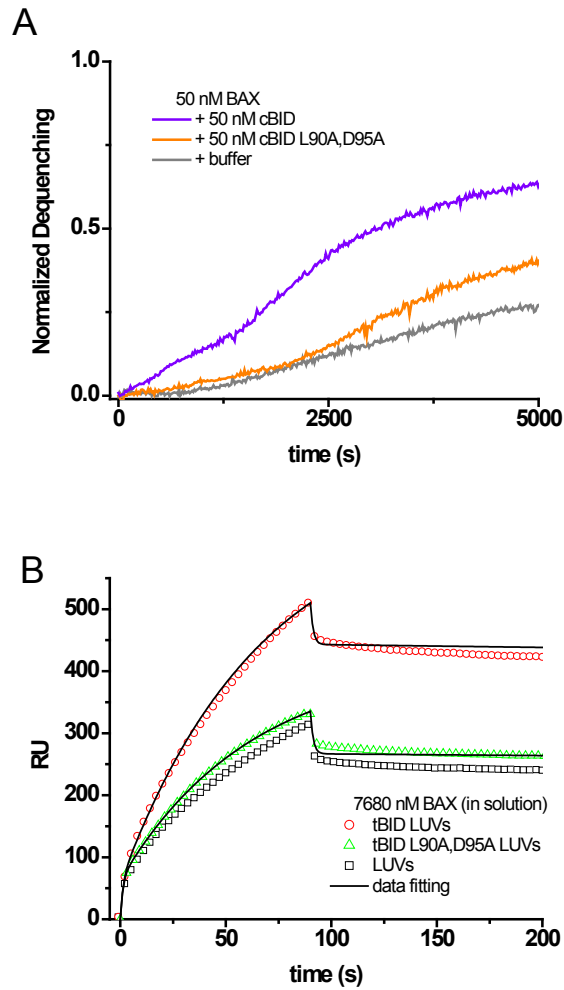 A
1.0
50 nM BAX
+ 50 nM cBID
+ 50 nM cBID L90A,D95A
+ buffer
Normalized Dequenching
0.5
0.0
0
2500
5000
time (s)
B
500
400
300
RU
200
7680 nM BAX (in solution)
tBID LUVs
100
tBID L90A,D95A LUVs
LUVs
data fitting
0
0
50
100
150
200
time (s)